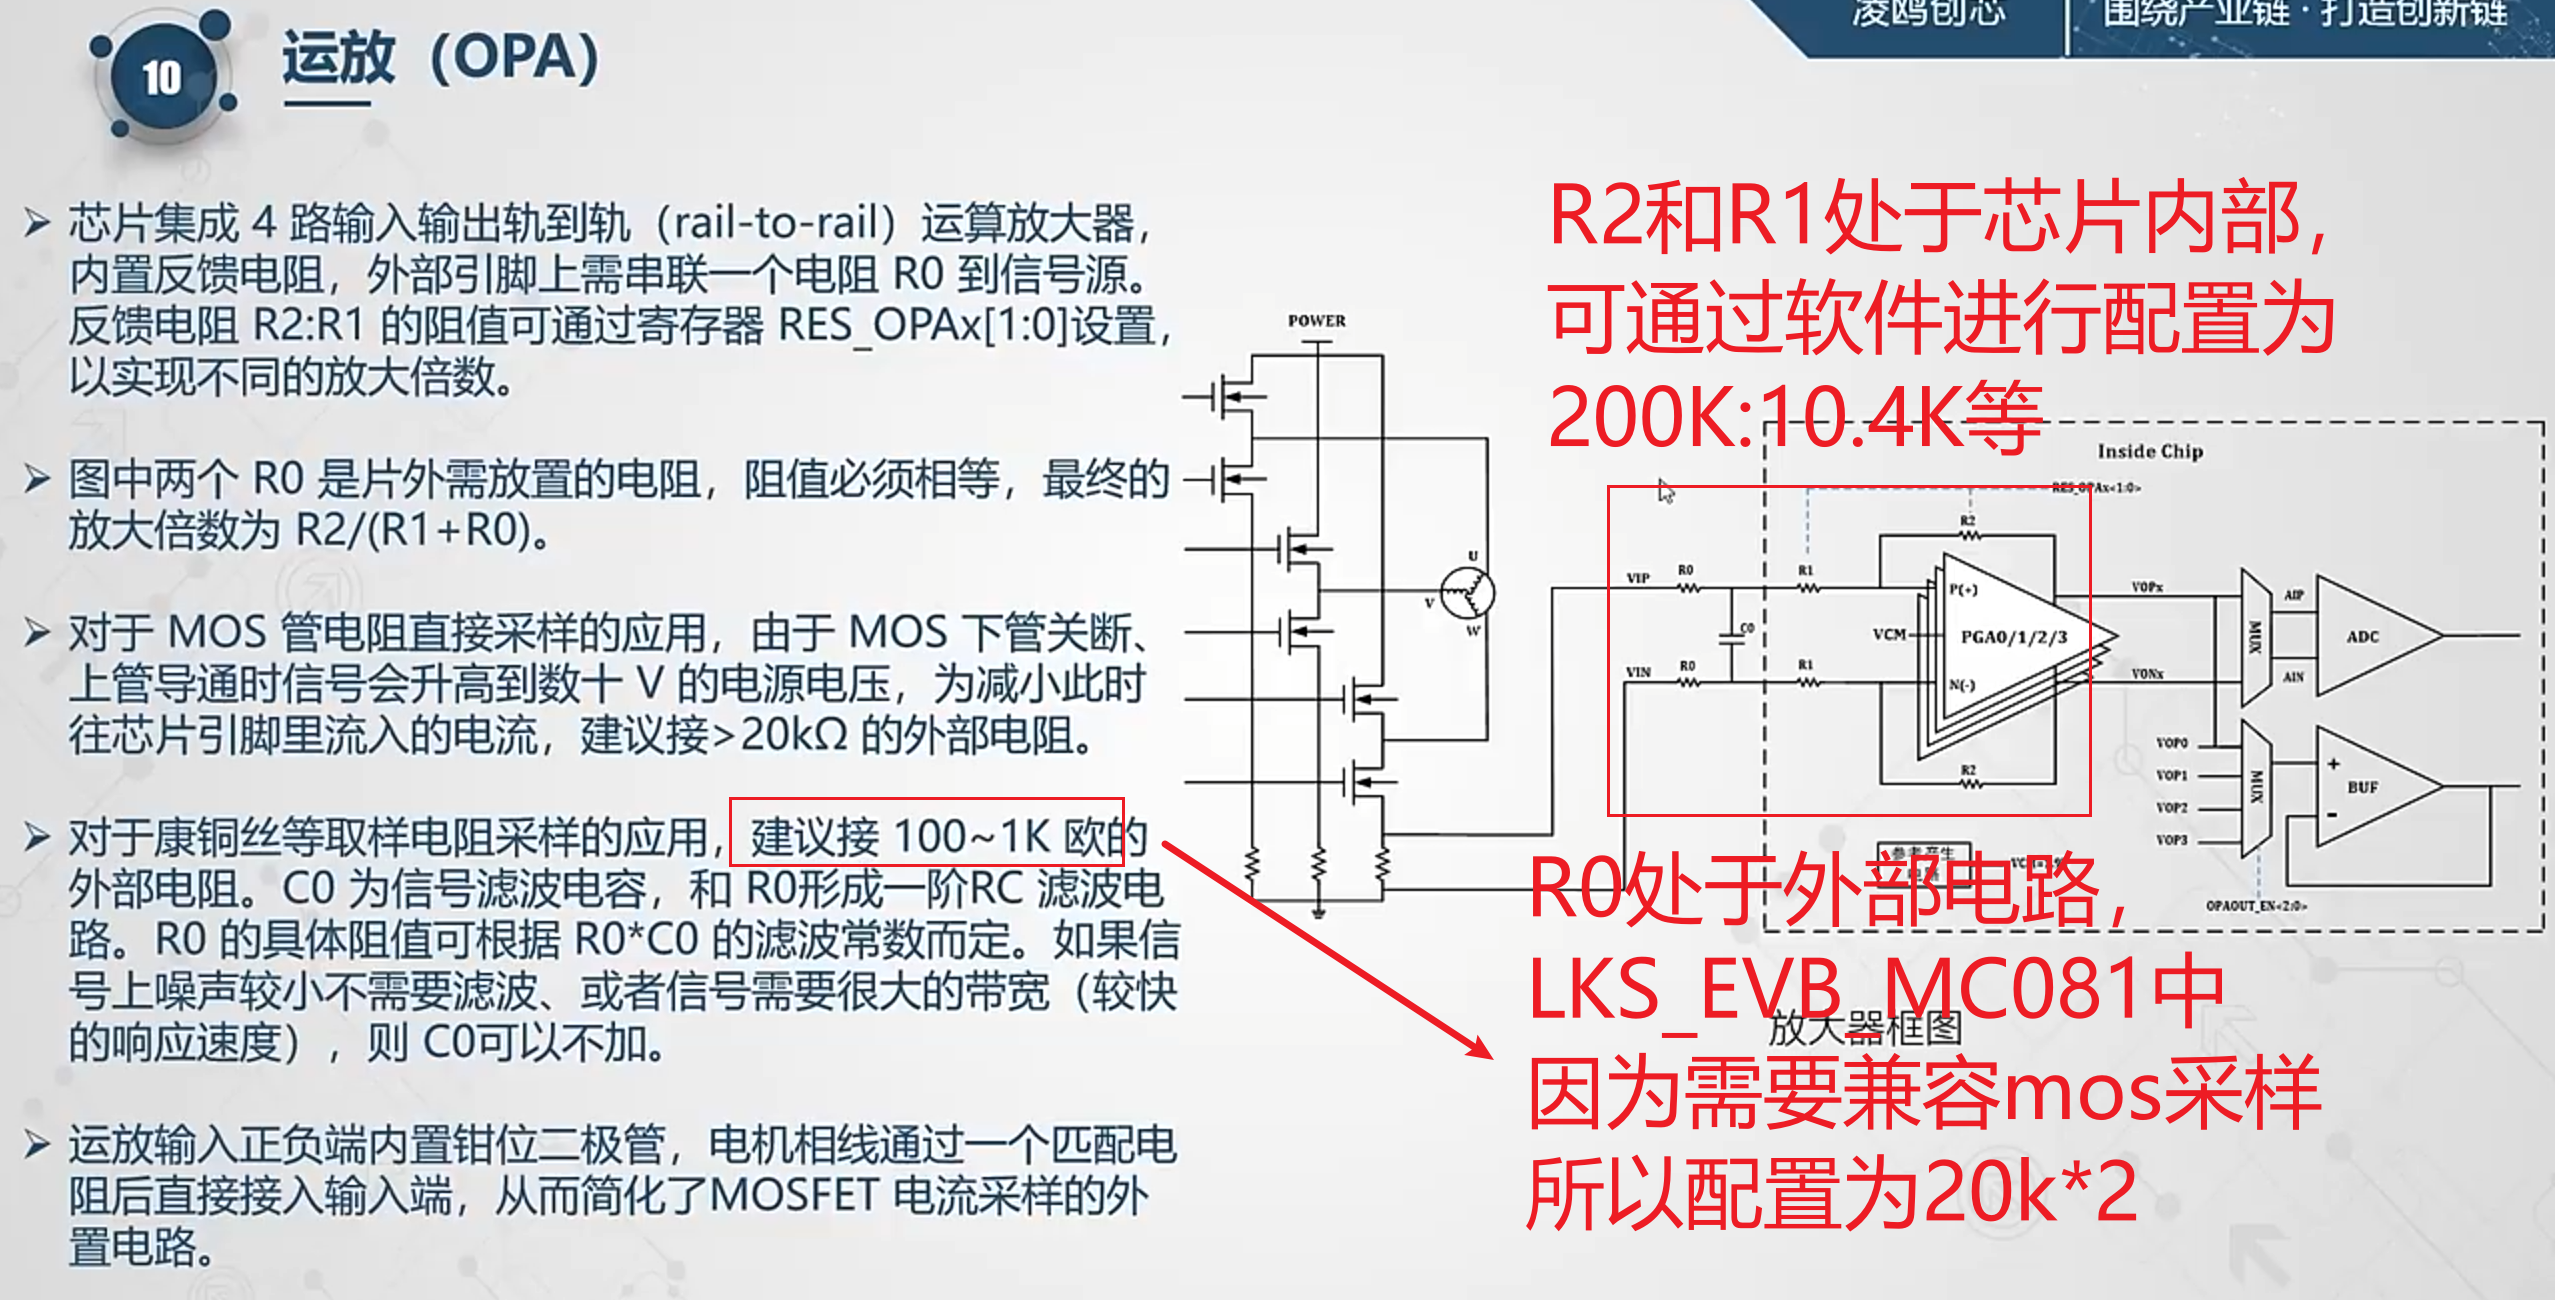 凌鸥创芯
围绕产业链·打造创新链
10
运放（OPA）
➢ 芯片集成 4 路输入输出轨到轨（rail-to-rail）运算放大器，
内置反馈电阻，外部引脚上需串联一个电阻 R0 到信号源。
反馈电阻 R2:R1 的阻值可通过寄存器 RES_OPAx[1:0]设置，
以实现不同的放大倍数。
➢ 图中两个 R0 是片外需放置的电阻，阻值必须相等，最终的
放大倍数为 R2/(R1+R0)。
➢ 对于 MOS 管电阻直接采样的应用，由于 MOS 下管关断、
上管导通时信号会升高到数十 V 的电源电压，为减小此时
往芯片引脚里流入的电流，建议接>20kΩ 的外部电阻。
➢ 对于康铜丝等取样电阻采样的应用，建议接 100~1K 欧的
外部电阻。C0 为信号滤波电容，和 R0形成一阶RC 滤波电
路。R0 的具体阻值可根据 R0*C0 的滤波常数而定。如果信
号上噪声较小不需要滤波、或者信号需要很大的带宽（较快
的响应速度），则 C0可以不加。
➢ 运放输入正负端内置钳位二极管，电机相线通过一个匹配电
阻后直接接入输入端，从而简化了MOSFET 电流采样的外
置电路。
R2和R1处于芯片内部，
可通过软件进行配置为
200K:10.4K等
POWER
U
V
W
Inside Chip
RES_OPAx<1:0>
R2
VIP
R0
R1
P(+)
VOPx
AIP
C0
VCM
PGA0/1/2/3
MUX
ADC
VIN
R0
R1
N(-)
VONx
AIN
R2
VOP0
VOP1
VOP2
VOP3
MUX
+
-
BUF
参考产生
电路
OPAOUT_EN<2:0>
R0处于外部电路，
LKS_EVB_MC081中
因为需要兼容mos采样
所以配置为20k*2
放大器框图